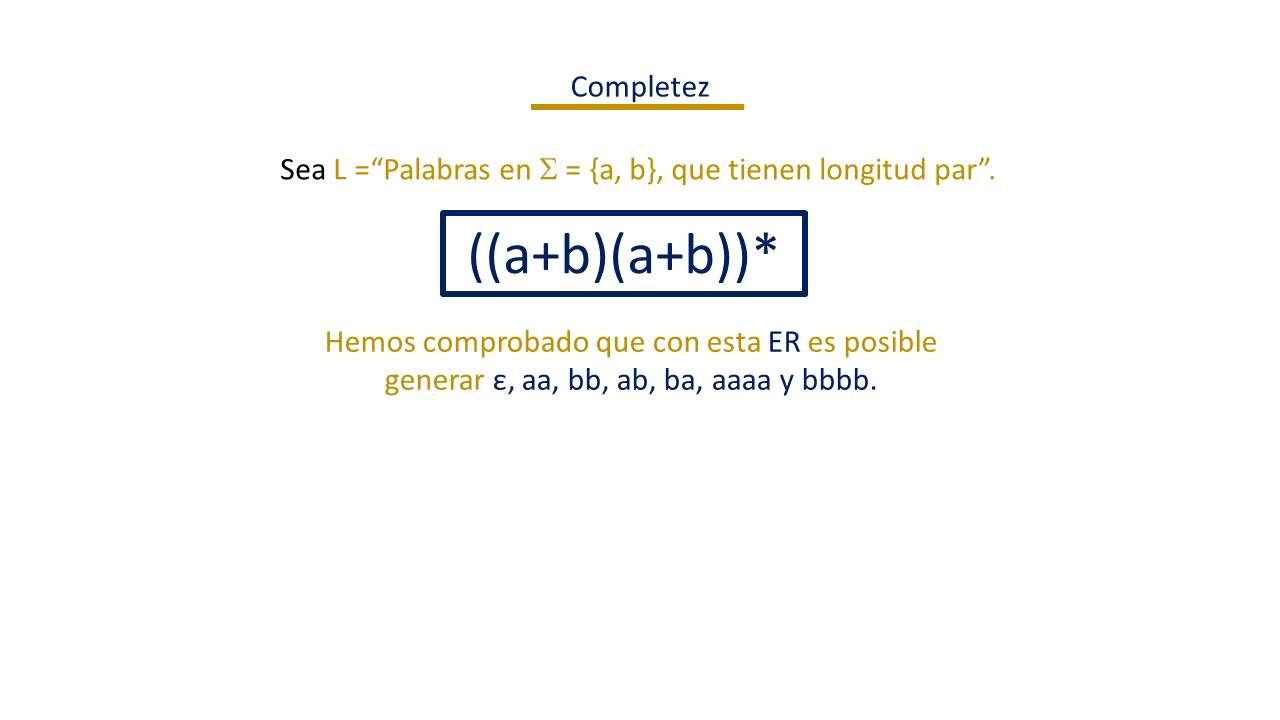 Completez
Sea L =“Palabras en Σ = {a, b}, que tienen longitud par”.
((a+b)(a+b))*
Hemos comprobado que con esta ER es posible
generar ε, aa, bb, ab, ba, aaaa y bbbb.